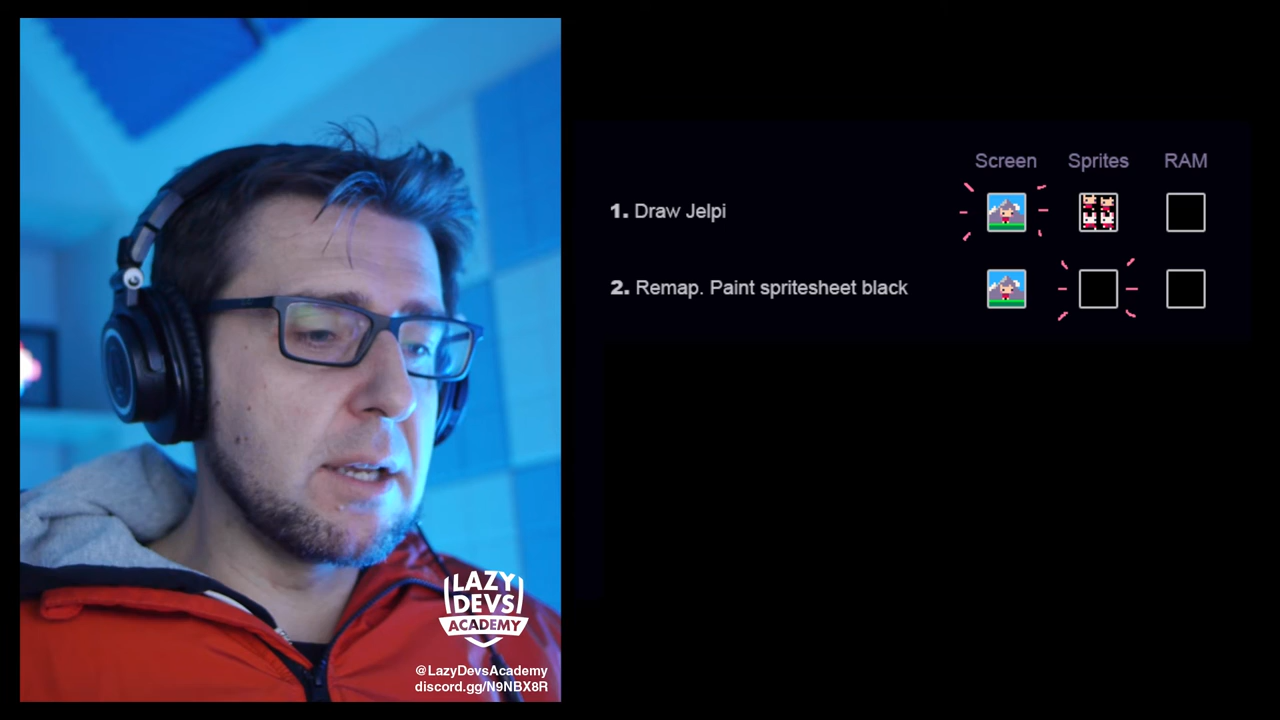 Screen Sprites RAM
1. Draw Jelpi
2. Remap. Paint spritesheet black
LAZY
DEVS
ACADEMY
@LazyDevsAcademy
discord.gg/N9NBX8R